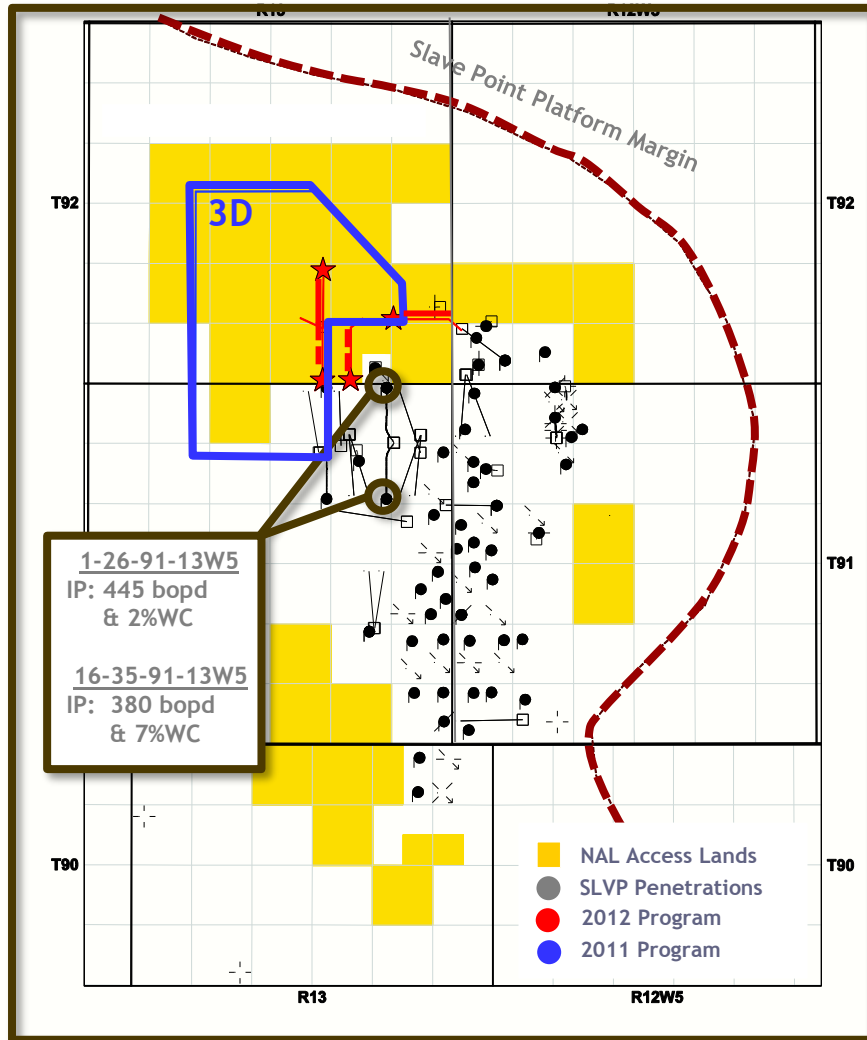 R13
R12W5
Slave Point Platform Margin
T92
T92
3D
1-26-91-13W5
IP: 445 bopd
& 2%WC
16-35-91-13W5
IP: 380 bopd
& 7%WC
T91
T90
T90
NAL Access Lands
SLVP Penetrations
2012 Program
2011 Program
R13
R12W5